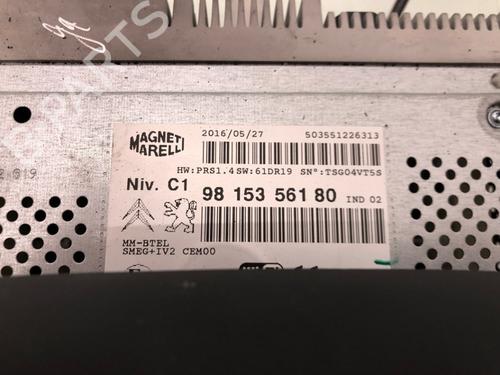 MAGNETI
MARELLI
2016/05/27
503551226313
HW:PRS1.4 SW:61DR19 SN°:TSG04VT5S
Niv. C1
98 153 561 80
IND 02
MM-BTEL
SMEG+IV2 CEM00